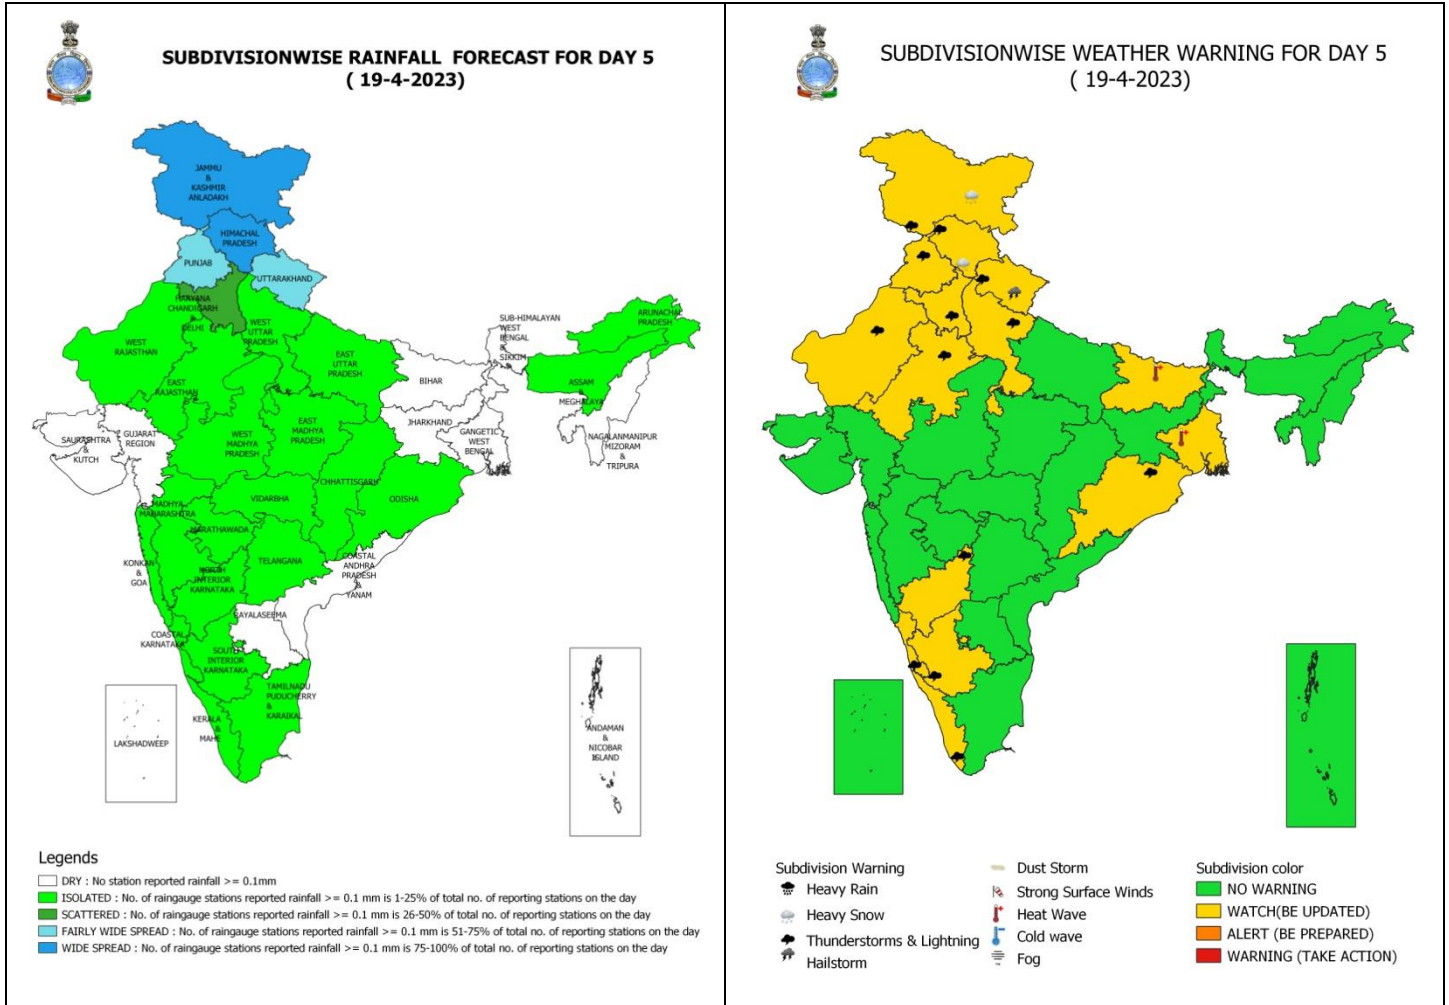 SUBDIVISIONWISE RAINFALL FORECAST FOR DAY 5
( 19-4-2023)
JAMMU
&
KASHMIR
ANLADAKH
HIMACHAL
PRADESH
PUNJAB
UTTARAKHAND
HARYANA
CHANDIGARH
&
DELHI
WEST
RAJASTHAN
WEST
UTTAR
PRADESH
EAST
UTTAR
PRADESH
EAST
RAJASTHAN
SUB-HIMALAYAN
WEST
BENGAL
&
SIKKIM
ARUNACHAL
PRADESH
ASSAM
&
MEGHALAYA
BIHAR
JHARKHAND
GANGETIC
WEST
BENGAL
NAGALANMANIPUR
MIZORAM
&
TRIPURA
SAURASHTRA
&
KUTCH
GUJARAT
REGION
WEST
MADHYA
PRADESH
EAST
MADHYA
PRADESH
CHHATTISGARH
ODISHA
VIDARBHA
MADHYA
MAHARASHTRA
MARATHAWADA
KONKAN
&
GOA
NORTH
INTERIOR
KARNATAKA
TELANGANA
COASTAL
ANDHRA
PRADESH
&
YANAM
RAYALASEEMA
COASTAL
KARNATAKA
SOUTH
INTERIOR
KARNATAKA
TAMILNADU
PUDUCHERRY
&
KARAIKAL
KERALA
&
MAHE
LAKSHADWEEP
ANDAMAN
&
NICOBAR
ISLAND
Legends
DRY : No station reported rainfall >= 0.1mm
ISOLATED : No. of raingauge stations reported rainfall >= 0.1 mm is 1-25% of total no. of reporting stations on the day
SCATTERED : No. of raingauge stations reported rainfall >= 0.1 mm is 26-50% of total no. of reporting stations on the day
FAIRLY WIDE SPREAD : No. of raingauge stations reported rainfall >= 0.1 mm is 51-75% of total no. of reporting stations on the day
WIDE SPREAD : No. of raingauge stations reported rainfall >= 0.1 mm is 75-100% of total no. of reporting stations on the day
SUBDIVISIONWISE WEATHER WARNING FOR DAY 5
( 19-4-2023)
Subdivision Warning
Heavy Rain
Heavy Snow
Thunderstorms & Lightning
Hailstorm
Dust Storm
Strong Surface Winds
Heat Wave
Cold wave
Fog
Subdivision color
NO WARNING
WATCH(BE UPDATED)
ALERT (BE PREPARED)
WARNING (TAKE ACTION)